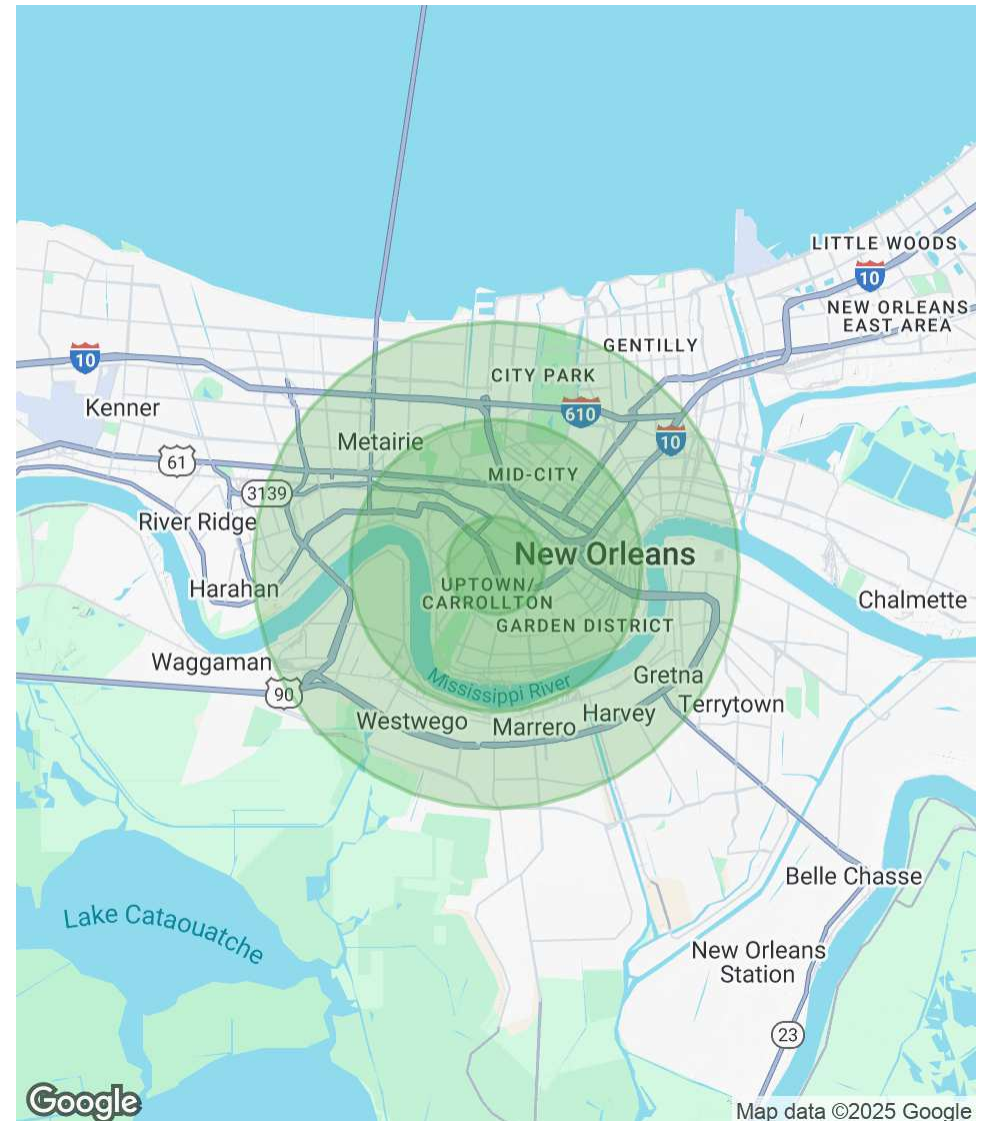 LITTLE WOODS
10
NEW ORLEANS
EAST AREA
GENTILLY
10
CITY PARK
Kenner
610
10
Metairie
61
MID-CITY
3139
River Ridge
New Orleans
Harahan
UPTOWN/
CARROLLTON
Chalmette
GARDEN DISTRICT
Waggaman
Gretna
90
Mississippi River
Terrytown
Westwego
Marrero
Harvey
Belle Chasse
Lake Cataouatche
New Orleans
Station
23
Google
Map data ©2025 Google